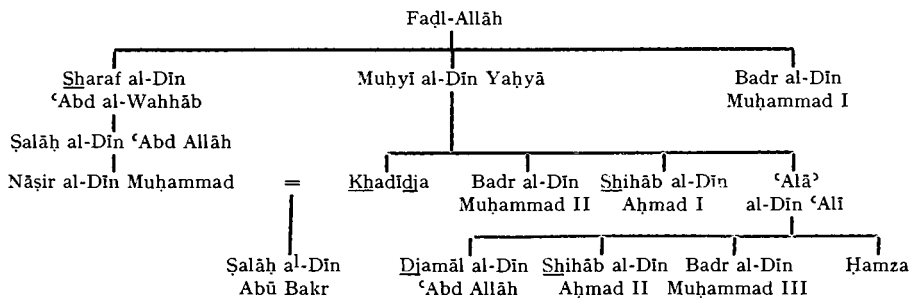 Faḍl-Allāh
Sharaf al-Dīn Muḥyī al-Dīn Yaḥyā Badr al-Dīn
ʿAbd al-Wahhāb Muḥammad I
Ṣalāḥ al-Dīn ʿAbd Allāh
Nāṣir al-Dīn Muḥammad = Khadīdja Badr al-Dīn Shihāb al-Dīn ʿAlāʾ
Muḥammad II Aḥmad I al-Dīn ʿAlī
Ṣalāḥ al-Dīn Djamāl al-Dīn Shihāb al-Dīn Badr al-Dīn Ḥamza
Abū Bakr ʿAbd Allāh Aḥmad II Muḥammad III